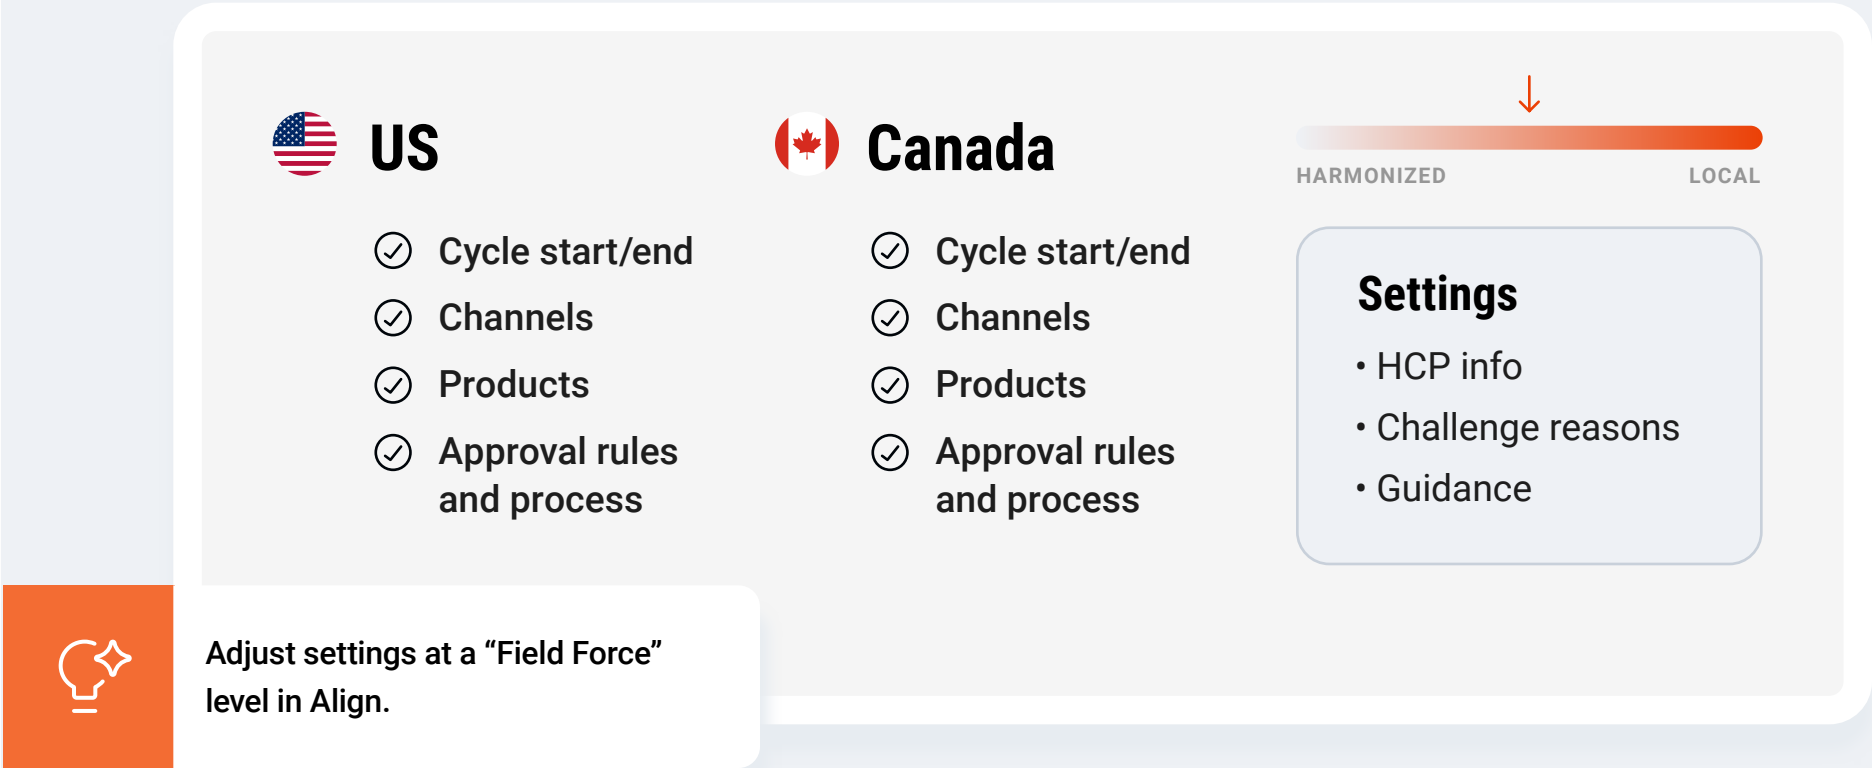 US
Cycle start/end
Channels
Products
Approval rules
and process
Canada
Cycle start/end
Channels
Products
Approval rules
and process
HARMONIZED
LOCAL
Settings
• HCP info
• Challenge reasons
• Guidance
Adjust settings at a “Field Force”
level in Align.